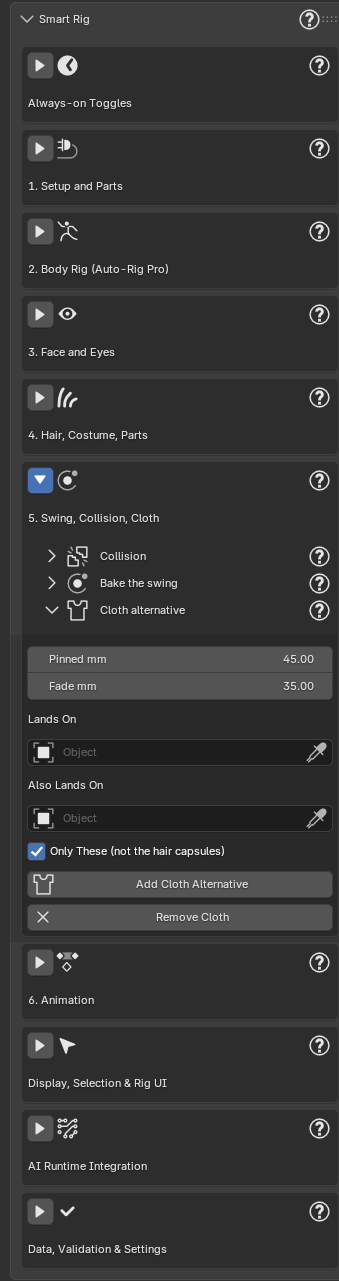 Smart Rig
Always-on Toggles
1. Setup and Parts
2. Body Rig (Auto-Rig Pro)
3. Face and Eyes
4. Hair, Costume, Parts
5. Swing, Collision, Cloth
Collision
Bake the swing
Cloth alternative
Pinned mm 45.00
Fade mm 35.00
Lands On
Object
Also Lands On
Object
Only These (not the hair capsules)
Add Cloth Alternative
Remove Cloth
6. Animation
Display, Selection & Rig UI
AI Runtime Integration
Data, Validation & Settings